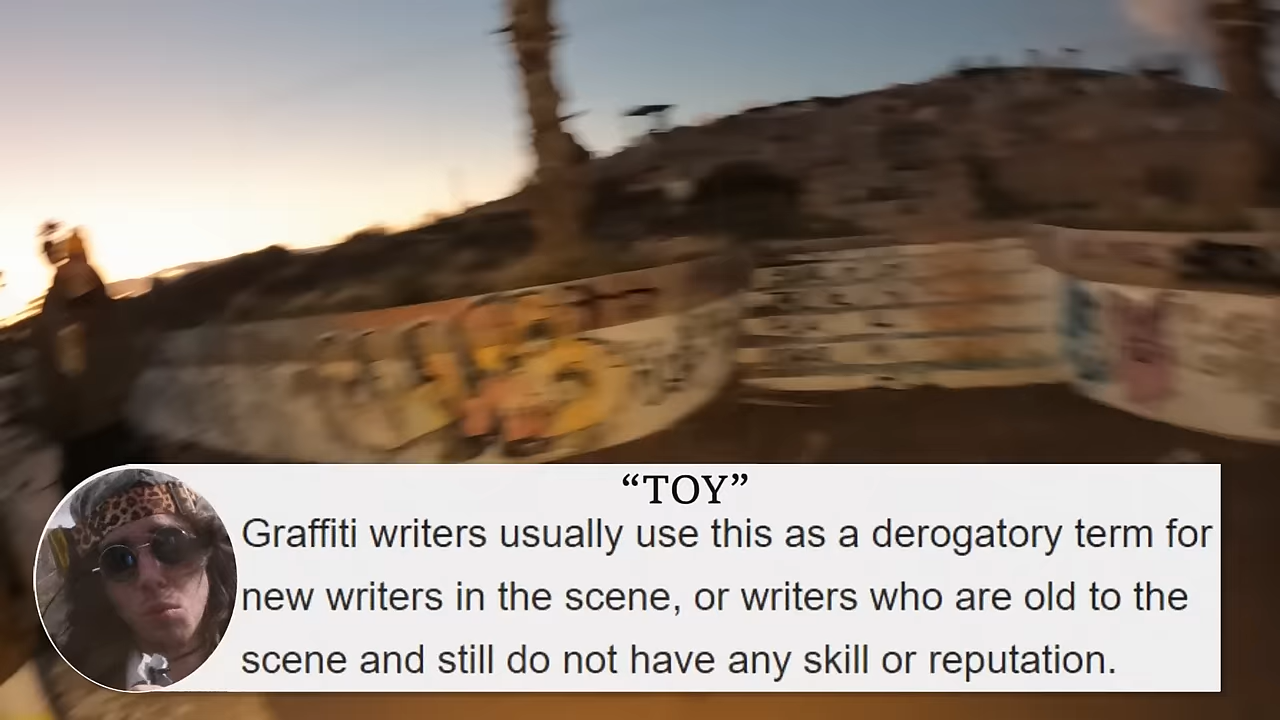 “TOY”
Graffiti writers usually use this as a derogatory term for
new writers in the scene, or writers who are old to the
scene and still do not have any skill or reputation.